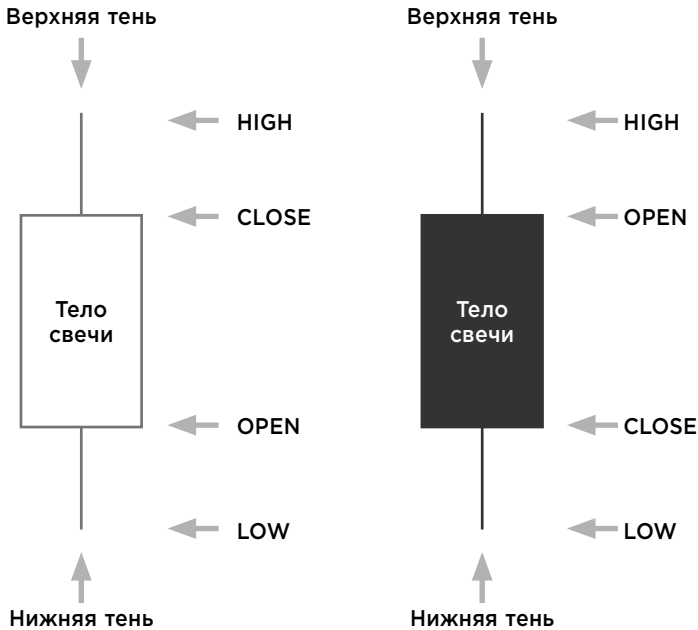 Верхняя тень
Верхняя тень
HIGH
HIGH
CLOSE
OPEN
Тело
свечи
Тело
свечи
OPEN
CLOSE
LOW
LOW
Нижняя тень
Нижняя тень